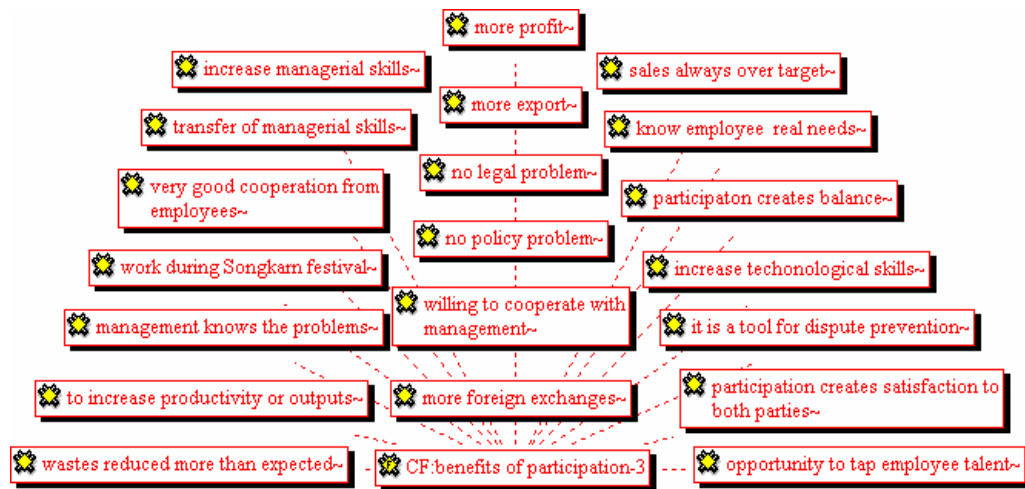 more profit~
increase managerial skills~
sales always over target~
more export~
transfer of managerial skills~
know employee real needs~
no legal problem~
very good cooperation from
employees~
participaton creates balance~
no policy problem~
work during Songkarn festival~
increase techonological skills~
willing to cooperate with
management~
management knows the problems~
it is a tool for dispute prevention~
to increase productivity or outputs~
more foreign exchanges~
participation creates satisfaction to
both parties~
wastes reduced more than expected~
CF:benefits of participation-3
opportunity to tap employee talent~